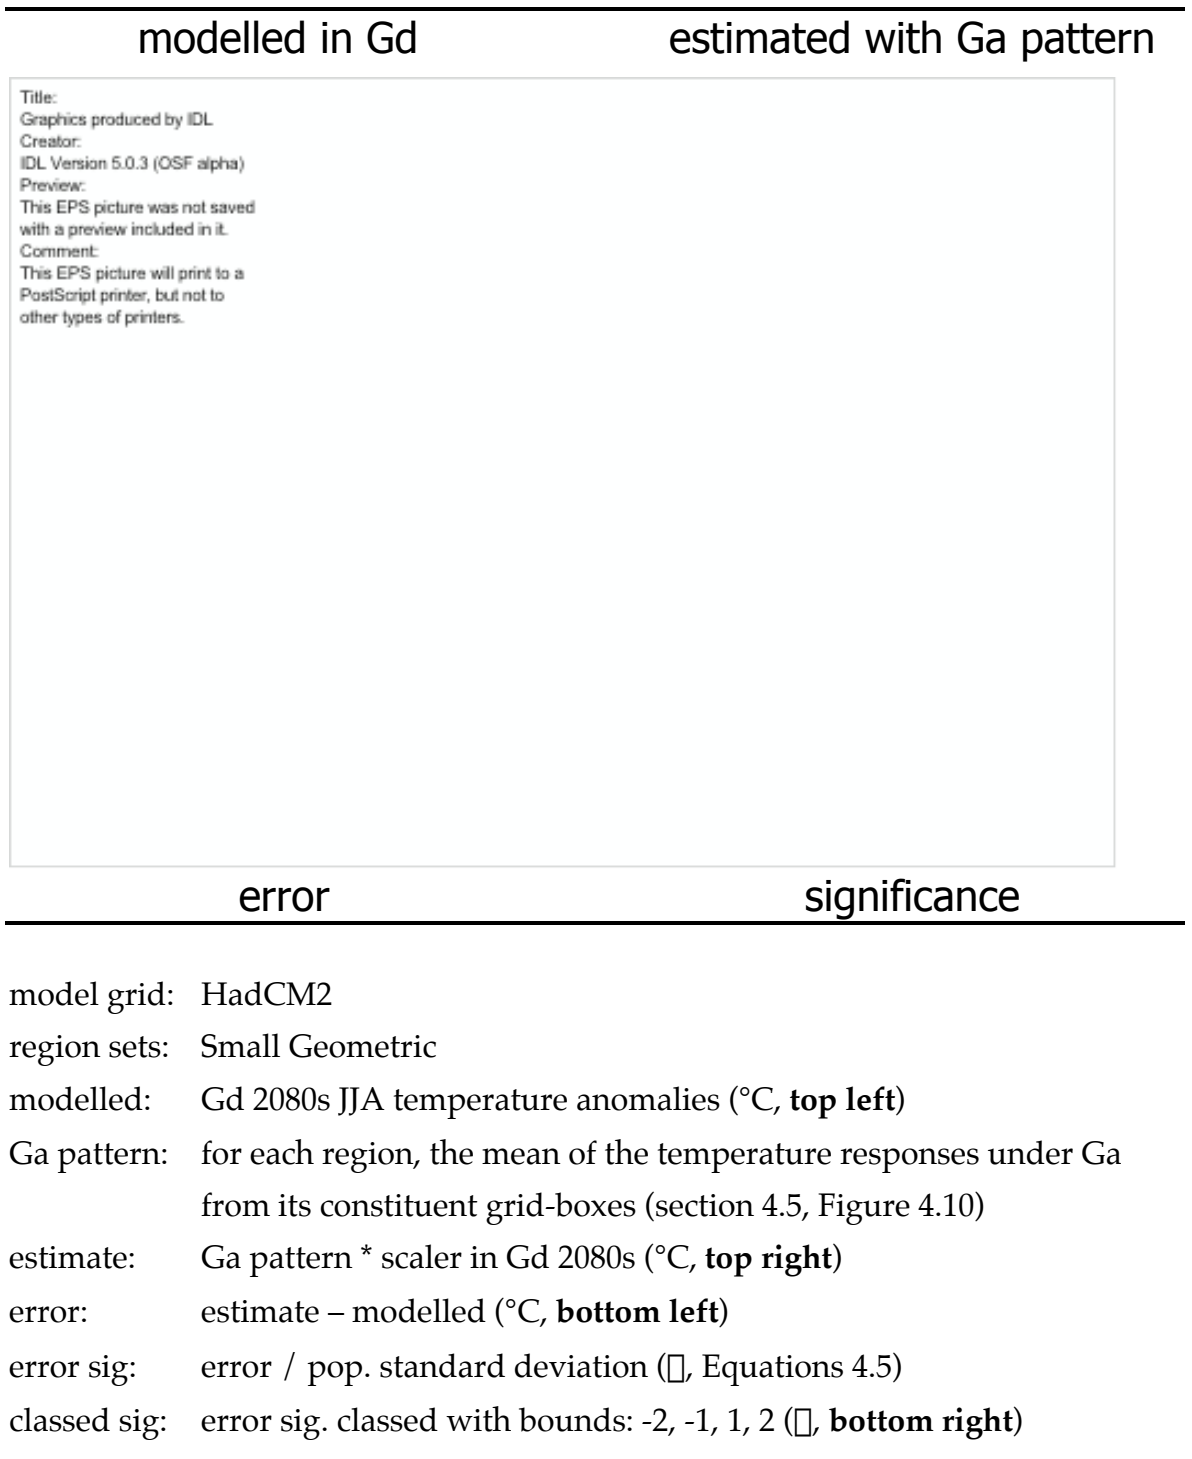 modelled in Gd estimated with Ga pattern
Title:
Graphics produced by IDL
Creator:
IDL Version 5.0.3 (OSF alpha)
Preview:
This EPS picture was not saved
with a preview included in it.
Comment:
This EPS picture will print to a
PostScript printer, but not to
other types of printers.
error significance
model grid: HadCM2
region sets: Small Geometric
modelled: Gd 2080s JJA temperature anomalies (°C, top left)
Ga pattern: for each region, the mean of the temperature responses under Ga
from its constituent grid-boxes (section 4.5, Figure 4.10)
estimate: Ga pattern * scaler in Gd 2080s (°C, top right)
error: estimate – modelled (°C, bottom left)
error sig: error / pop. standard deviation (▯, Equations 4.5)
classed sig: error sig. classed with bounds: -2, -1, 1, 2 (▯, bottom right)